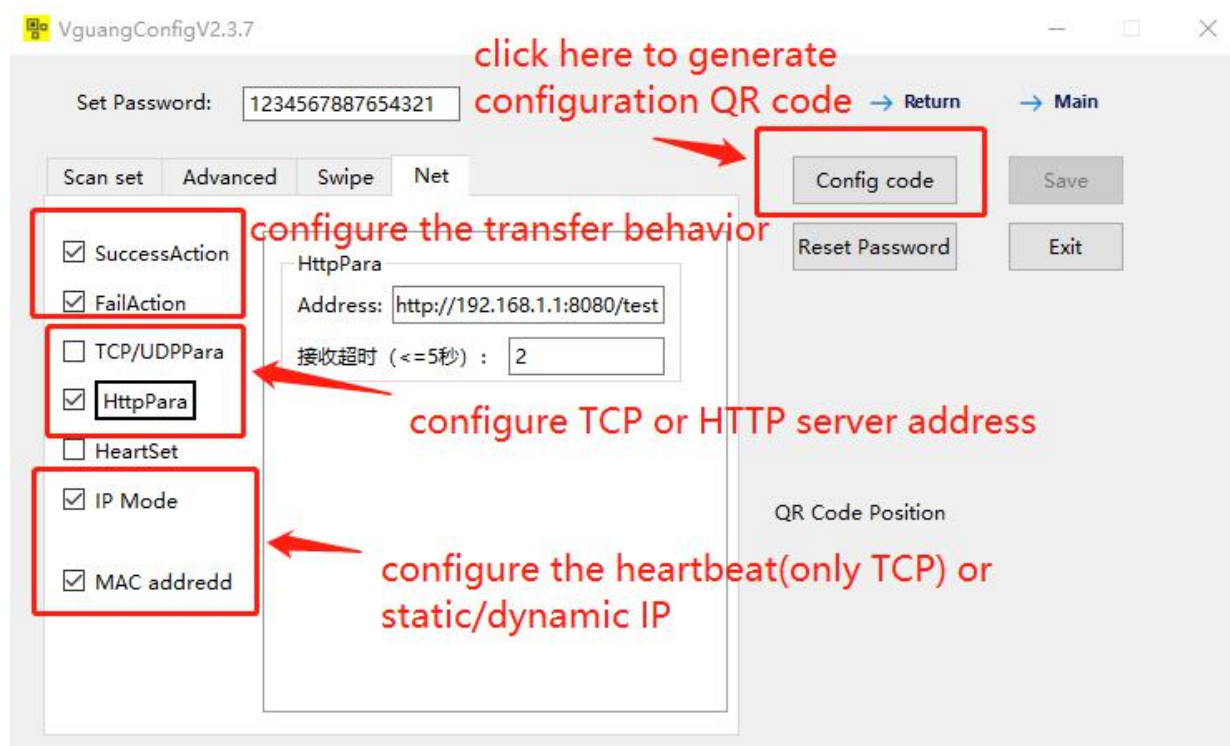 VguangConfigV2.3.7
click here to generate
configuration QR code
Set Password: 1234567887654321
Return
Main
Scan set
Advanced
Swipe
Net
Config code
Save
configure the transfer behavior
Reset Password
Exit
SuccessAction
FailAction
TCP/UDPPara
HttpPara
HeartSet
IP Mode
MAC addredd
HttpPara
Address: http://192.168.1.1:8080/test
接收超时（<=5秒）: 2
configure TCP or HTTP server address
QR Code Position
configure the heartbeat(only TCP) or
static/dynamic IP